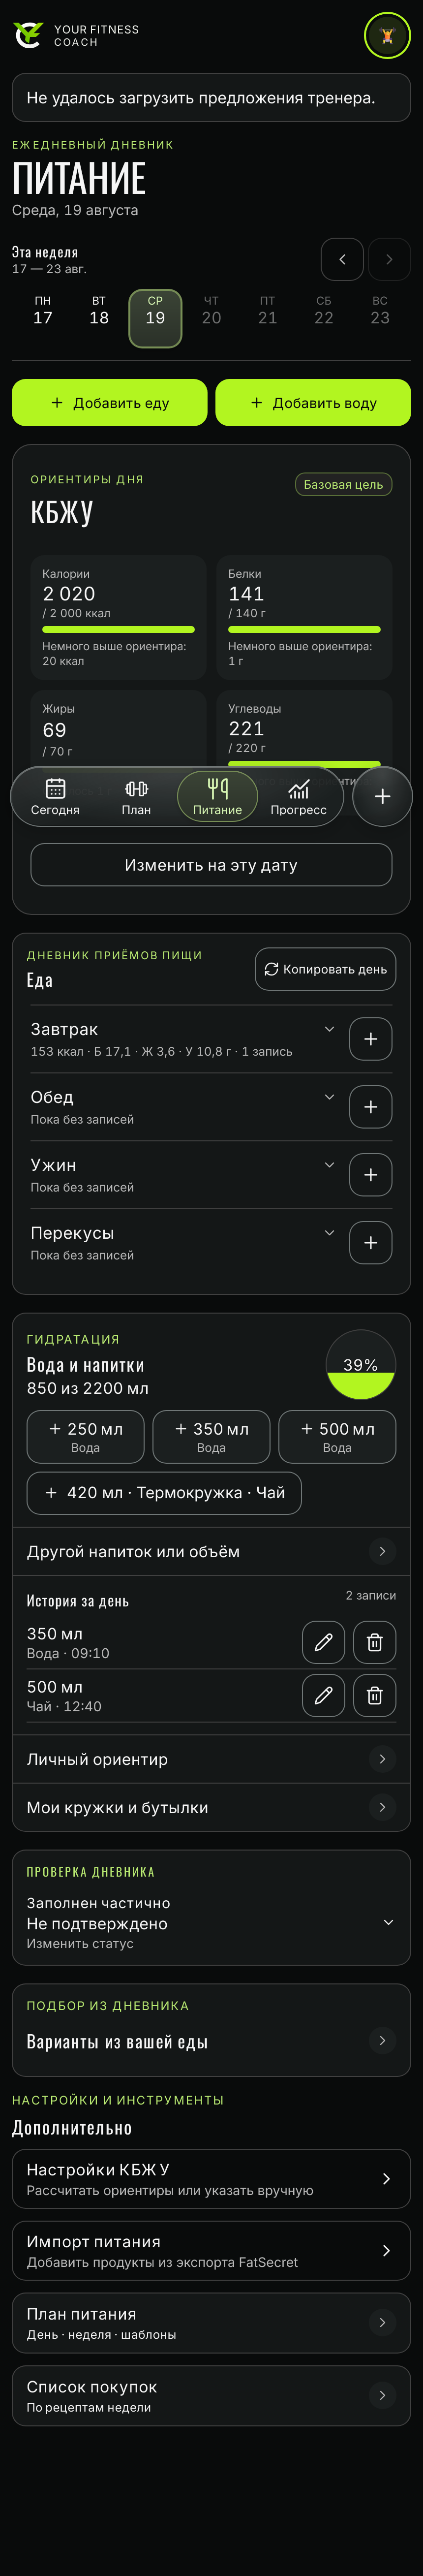 YOUR FITNESS
COACH
Не удалось загрузить предложения тренера.
ЕЖЕДНЕВНЫЙ ДНЕВНИК
ПИТАНИЕ
Среда, 19 августа
Эта неделя
17 — 23 авг.
ПН ВТ СР ЧТ ПТ СБ ВС
17 18 19 20 21 22 23
+ Добавить еду
+ Добавить воду
ОРИЕНТИРЫ ДНЯ
Базовая цель
КБЖУ
Калории
2 020
/ 2 000 ккал
Немного выше ориентира:
20 ккал
Белки
141
/ 140 г
Немного выше ориентира:
1 г
Жиры
69
/ 70 г
Углеводы
221
/ 220 г
Сегодня
План
Питание
Прогресс
+
Изменить на эту дату
ДНЕВНИК ПРИЁМОВ ПИЩИ
Еда
Копировать день
Завтрак
153 ккал · Б 17,1 · Ж 3,6 · У 10,8 г · 1 запись
Обед
Пока без записей
Ужин
Пока без записей
Перекусы
Пока без записей
ГИДРАТАЦИЯ
Вода и напитки
850 из 2200 мл
39%
+ 250 мл
Вода
+ 350 мл
Вода
+ 500 мл
Вода
+ 420 мл · Термокружка · Чай
Другой напиток или объём
История за день
2 записи
350 мл
Вода · 09:10
500 мл
Чай · 12:40
Личный ориентир
Мои кружки и бутылки
ПРОВЕРКА ДНЕВНИКА
Заполнен частично
Не подтверждено
Изменить статус
ПОДБОР ИЗ ДНЕВНИКА
Варианты из вашей еды
НАСТРОЙКИ И ИНСТРУМЕНТЫ
Дополнительно
Настройки КБЖУ
Рассчитать ориентиры или указать вручную
Импорт питания
Добавить продукты из экспорта FatSecret
План питания
День · неделя · шаблоны
Список покупок
По рецептам недели